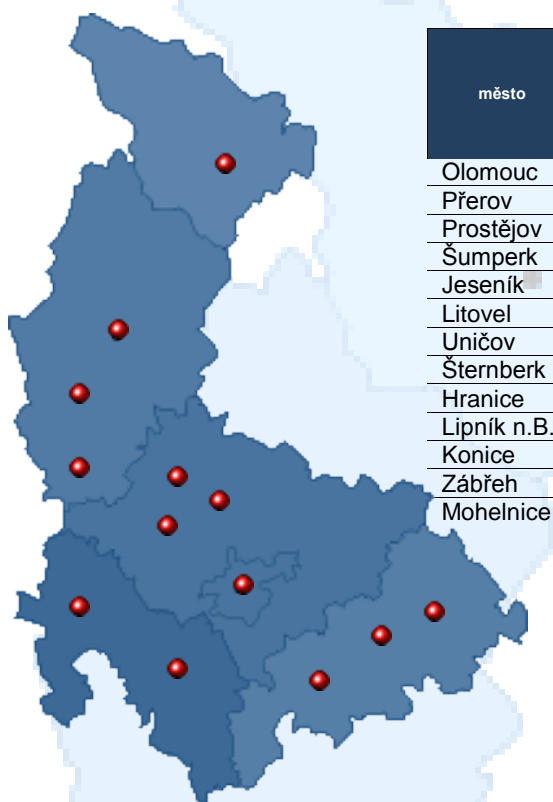 město
Olomouc
Přerov
Prostějov
Šumperk
Jeseník
Litovel
Uničov
Šternberk
Hranice
Lipník n.B.
Konice
Zábřeh
Mohelnice